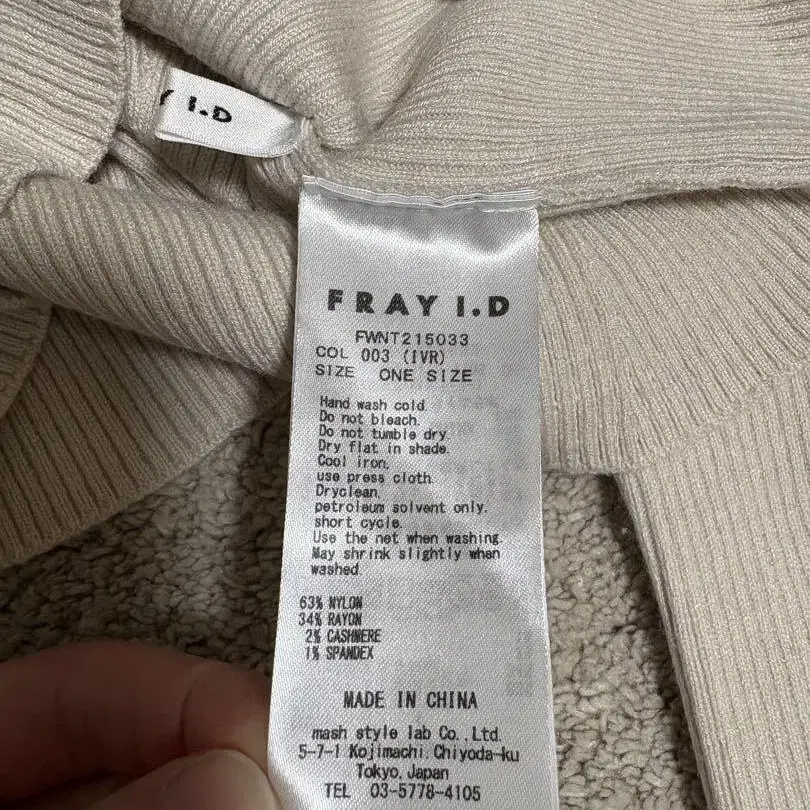 I.D
FRAY I.D
FWNT215033
COL 003 (IVR)
SIZE ONE SIZE
Hand wash cold.
Do not bleach.
Do not tumble dry.
Dry flat in shade.
Cool iron,
use press cloth.
Dryclean,
petroleum solvent only.
short cycle.
Use the net when washing.
May shrink slightly when
washed.
63% NYLON
34% RAYON
2% CASHMERE
1% SPANDEX
MADE IN CHINA
mash style lab Co.,Ltd.
5-7-1 Kojimachi,Chiyoda-ku
Tokyo,Japan
TEL 03-5778-4105